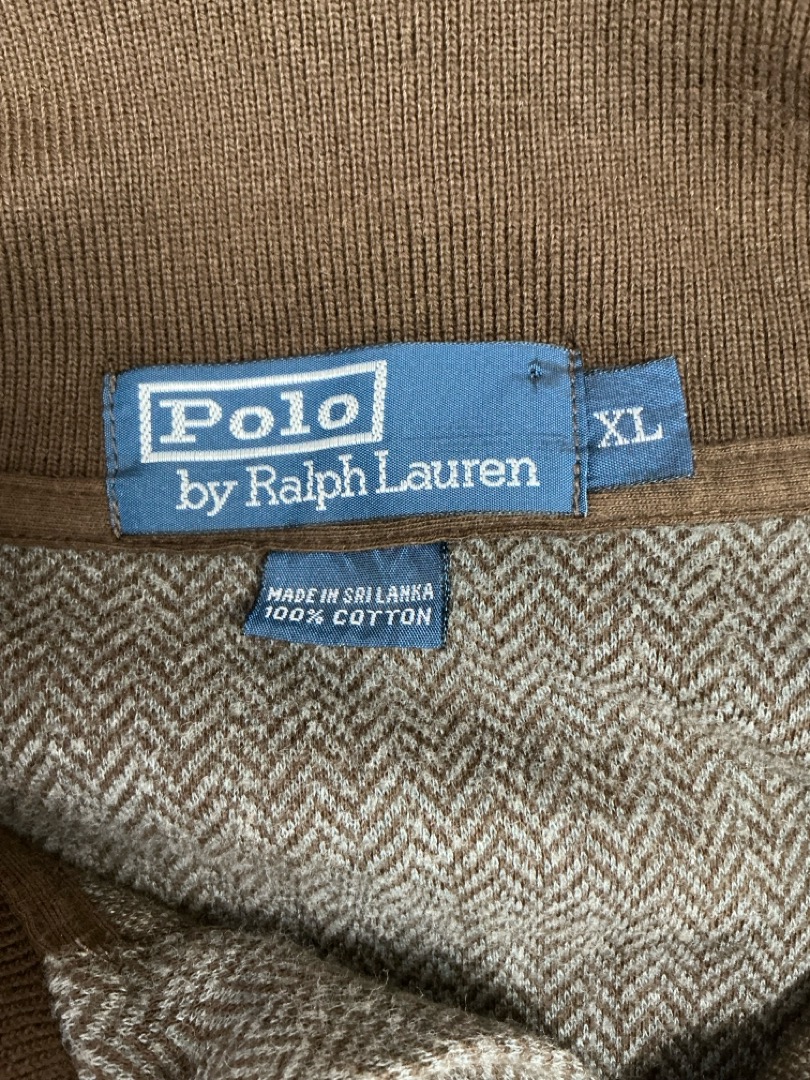 Polo
by Ralph Lauren
XL
MADE IN SRI LANKA
100% COTTON